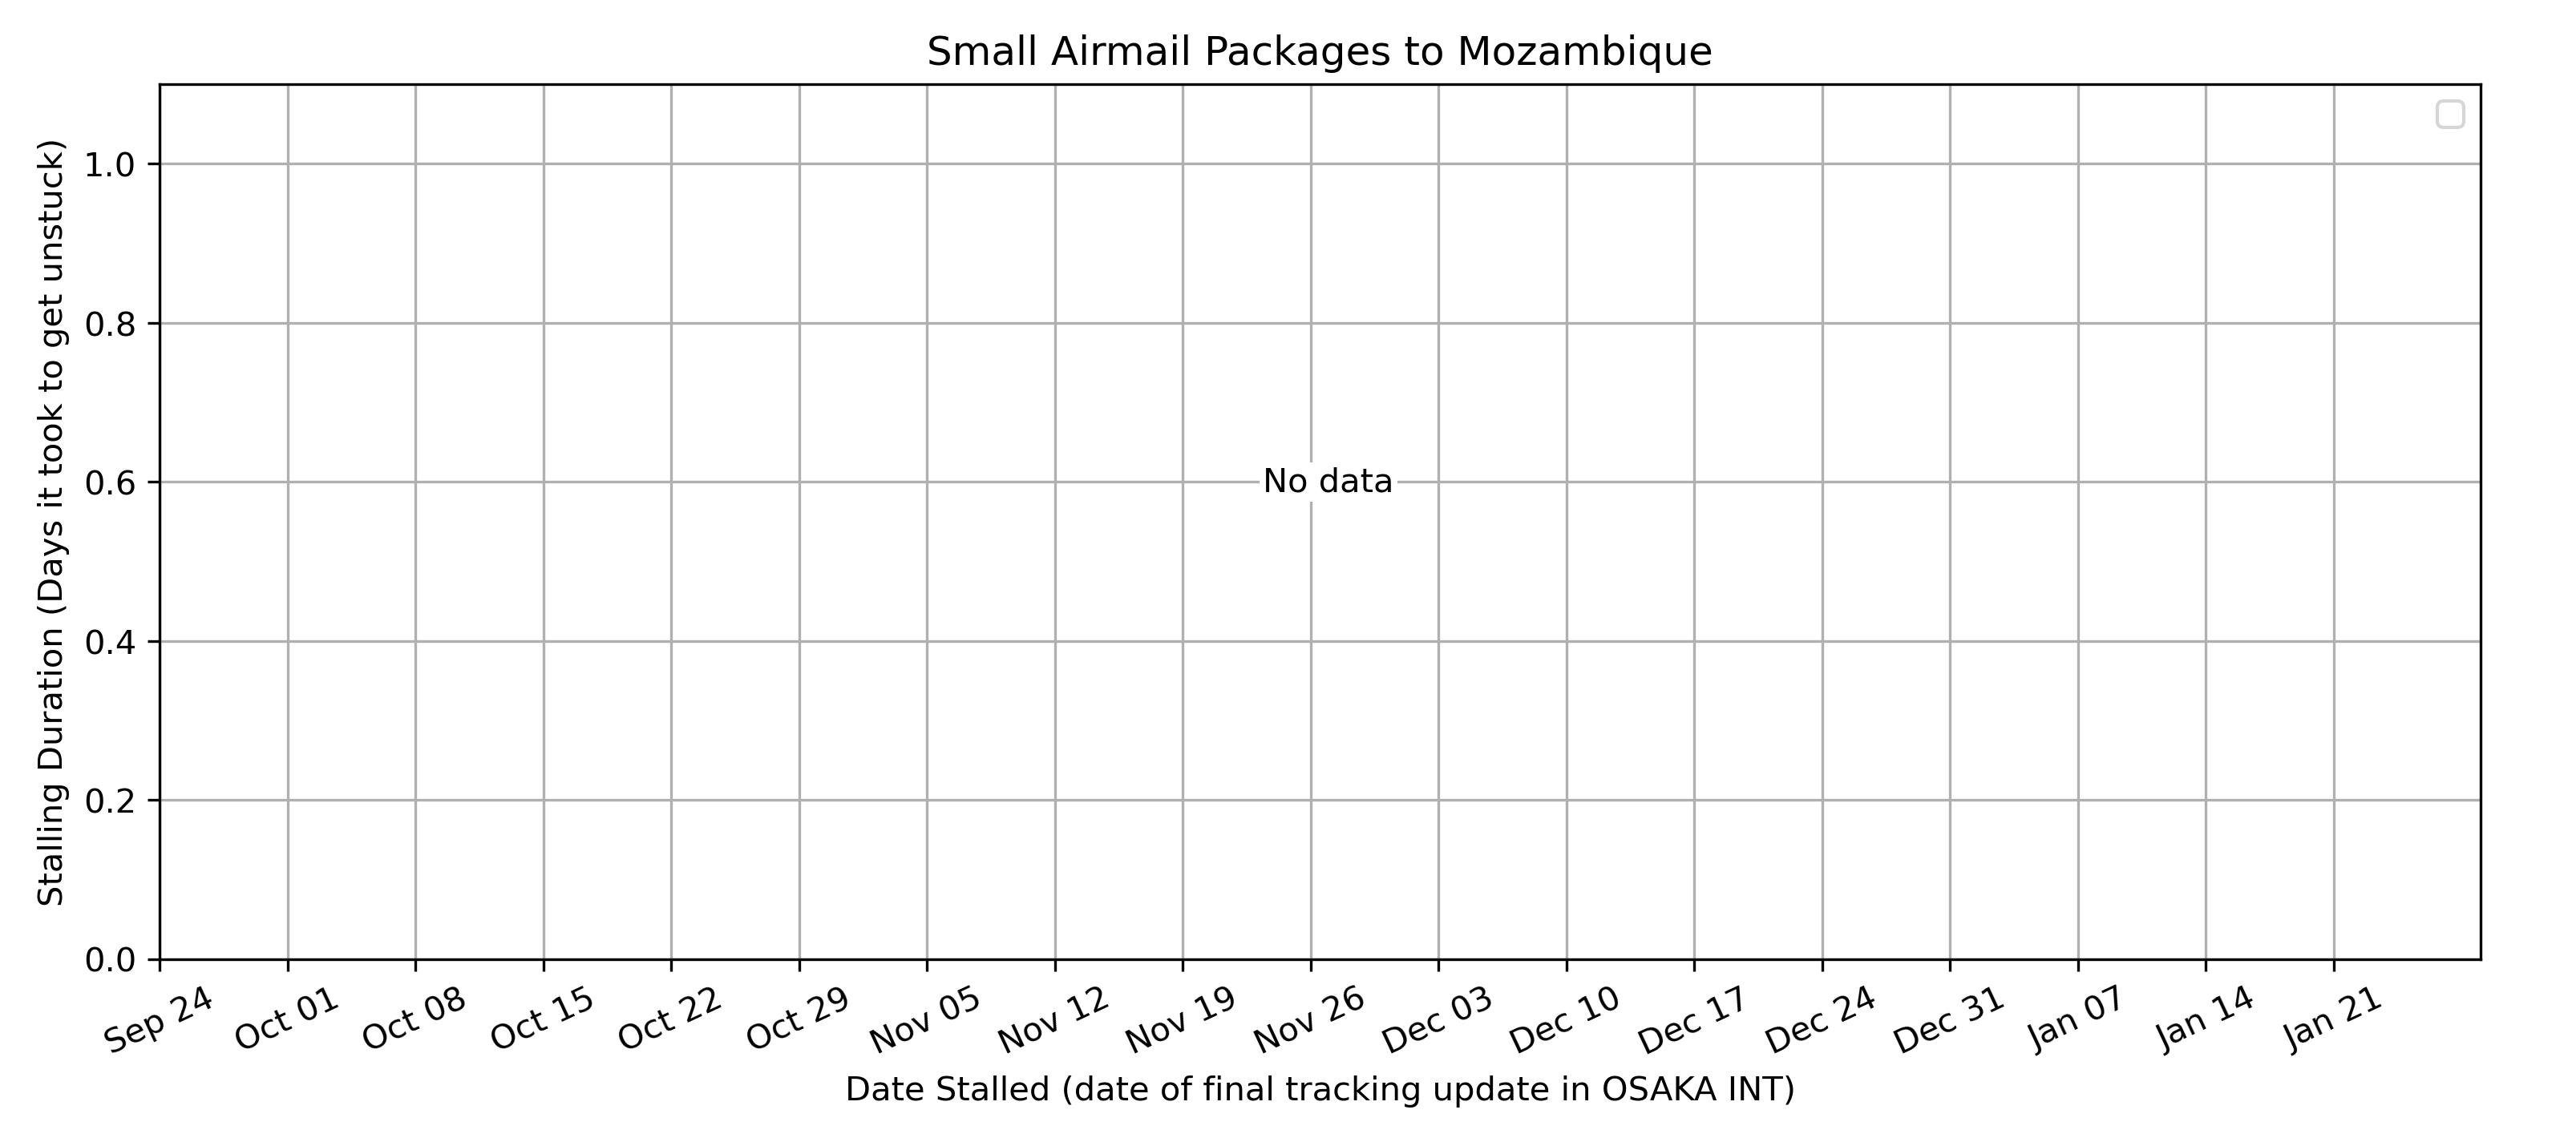 Small Airmail Packages to Mozambique
Stalling Duration (Days it took to get unstuck)
1.0
0.8
0.6
0.4
0.2
0.0
No data
Sep 24
Oct 01
Oct 08
Oct 15
Oct 22
Oct 29
Nov 05
Nov 12
Nov 19
Nov 26
Dec 03
Dec 10
Dec 17
Dec 24
Dec 31
Jan 07
Jan 14
Jan 21
Date Stalled (date of final tracking update in OSAKA INT)